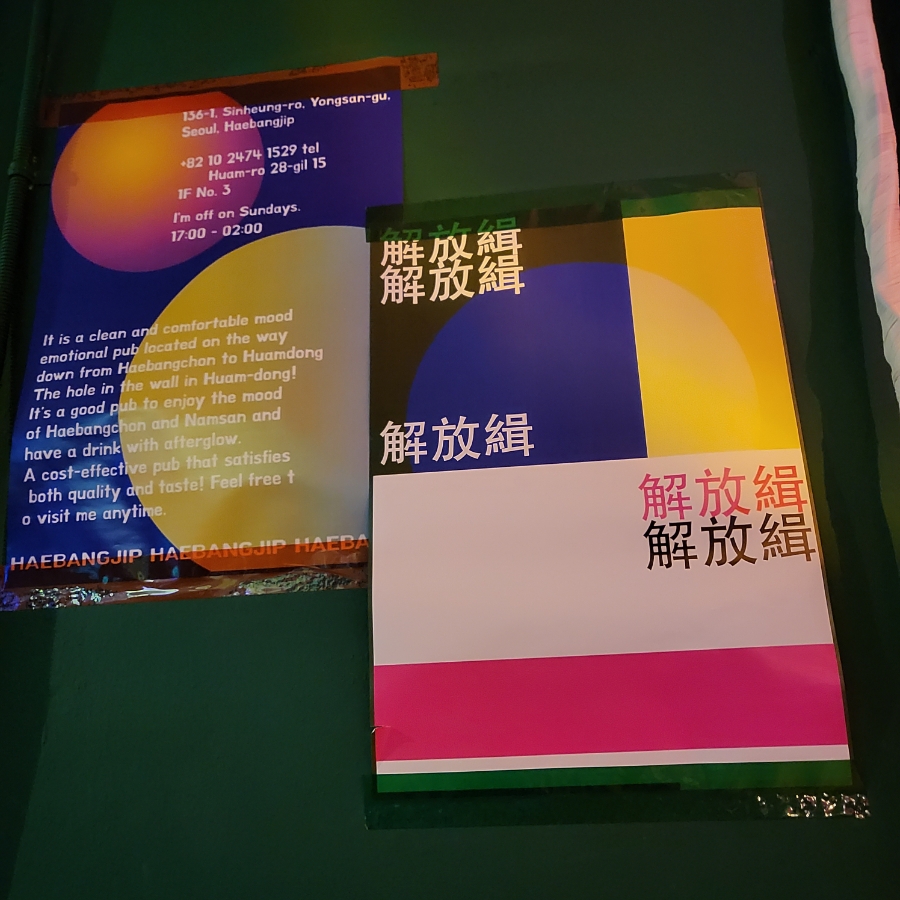 136-1, Sinheung-ro, Yongsan-gu,
Seoul, Haebangjip
+82 10 2474 1529 tel
Huam-ro 28-gil 15
1F No. 3
I'm off on Sundays.
17:00 - 02:00
It is a clean and comfortable mood
emotional pub located on the way
down from Haebangchon to Huamdong
The hole in the wall in Huam-dong!
It's a good pub to enjoy the mood
of Haebangchon and Namsan and
have a drink with afterglow.
A cost-effective pub that satisfies
both quality and taste! Feel free t
o visit me anytime.
HAEBANGJIP HAEBANGJIP HAEBA
解放緝
解放緝
解放緝
解放緝
解放緝
解放緝